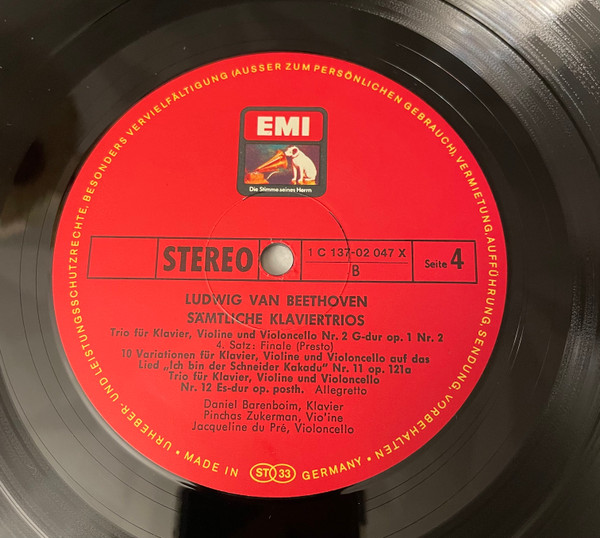 URHEBER- UND LEISTUNGSSCHUTZRECHTE, BESONDERS VERVIELFÄLTIGUNG (AUSSER ZUM PERSÖNLICHEN GEBRAUCH), VERMIETUNG, AUFFÜHRUNG, SENDUNG, VORBEHALTEN
EMI
Die Stimme seines Herrn
STEREO
1 C 137-02 047 X
B
Seite 4
LUDWIG VAN BEETHOVEN
SÄMTLICHE KLAVIERTRIOS
Trio für Klavier, Violine und Violoncello Nr. 2 G-dur op. 1 Nr. 2
4. Satz: Finale (Presto)
10 Variationen für Klavier, Violine und Violoncello auf das
Lied „Ich bin der Schneider Kakadu" Nr. 11 op. 121a
Trio für Klavier, Violine und Violoncello
Nr. 12 Es-dur op. posth. Allegretto
Daniel Barenboim, Klavier
Pinchas Zukerman, Vio'ine
Jacqueline du Pré, Violoncello
• MADE IN ST 33 GERMANY •